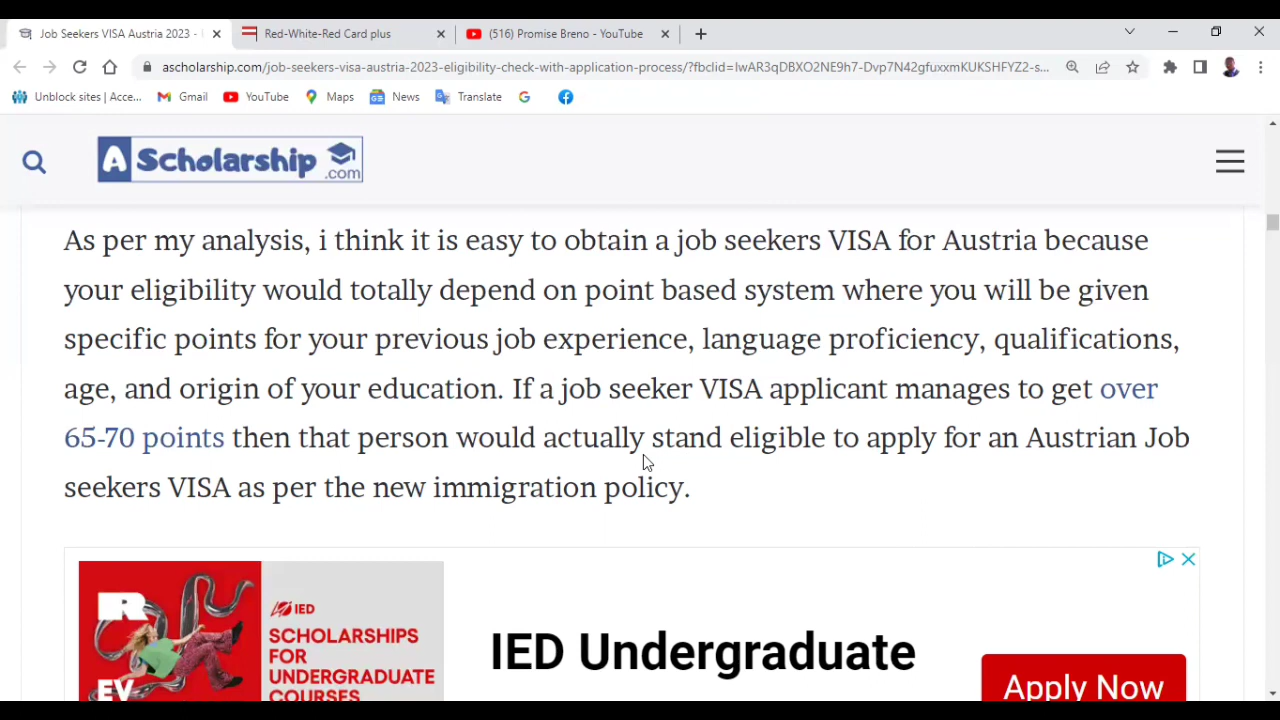 Job Seekers VISA Austria 2023 -
Red-White-Red Card plus
(516) Promise Breno - YouTube
ascholarship.com/job-seekers-visa-austria-2023-eligibility-check-with-application-process/?fbclid=IwAR3qDBXO2NE9h7-Dvp7N42gfuxxmKUKSHFYZ2-s...
Unblock sites | Acce...
Gmail
YouTube
Maps
News
Translate
A Scholarship .com
As per my analysis, i think it is easy to obtain a job seekers VISA for Austria because
your eligibility would totally depend on point based system where you will be given
specific points for your previous job experience, language proficiency, qualifications,
age, and origin of your education. If a job seeker VISA applicant manages to get over
65-70 points then that person would actually stand eligible to apply for an Austrian Job
seekers VISA as per the new immigration policy.
R
EV
IED
SCHOLARSHIPS
FOR
UNDERGRADUATE
COURSES
IED Undergraduate
Apply Now